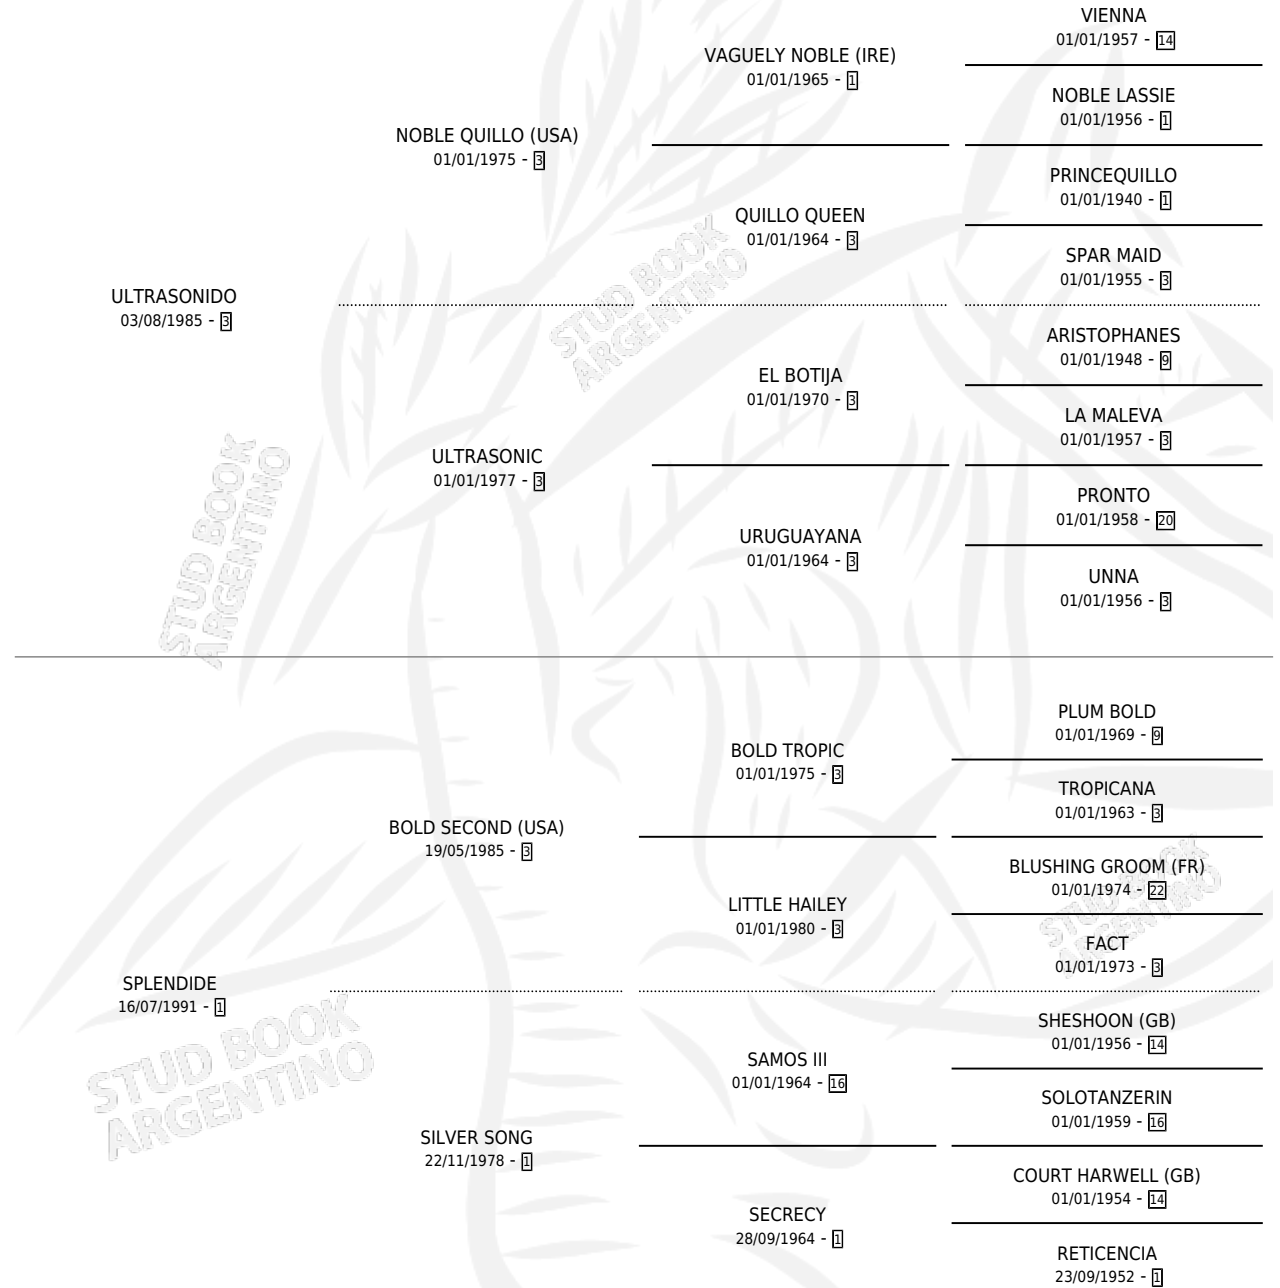 VIENNA
01/01/1957 - 14
VAGUELY NOBLE (IRE)
01/01/1965 - 1
NOBLE LASSIE
01/01/1956 - 1
NOBLE QUILLO (USA)
01/01/1975 - 3
PRINCEQUILLO
01/01/1940 - 1
QUILLO QUEEN
01/01/1964 - 3
SPAR MAID
01/01/1955 - 3
ULTRASONIDO
03/08/1985 - 3
ARISTOPHANES
01/01/1948 - 9
EL BOTIJA
01/01/1970 - 3
LA MALEVA
01/01/1957 - 3
ULTRASONIC
01/01/1977 - 3
PRONTO
01/01/1958 - 20
URUGUAYANA
01/01/1964 - 3
UNNA
01/01/1956 - 3
PLUM BOLD
01/01/1969 - 9
BOLD TROPIC
01/01/1975 - 3
TROPICANA
01/01/1963 - 3
BOLD SECOND (USA)
19/05/1985 - 3
BLUSHING GROOM (FR)
01/01/1974 - 22
LITTLE HAILEY
01/01/1980 - 3
FACT
01/01/1973 - 3
SPLENDIDE
16/07/1991 - 1
SHESHOON (GB)
01/01/1956 - 14
SAMOS III
01/01/1964 - 16
SOLOTANZERIN
01/01/1959 - 16
SILVER SONG
22/11/1978 - 1
COURT HARWELL (GB)
01/01/1954 - 14
SECRECY
28/09/1964 - 1
RETICENCIA
23/09/1952 - 1
STUD BOOK
ARGENTINO
STUD BOOK
ARGENTINO
STUD BOOK
ARGENTINO
STUD BOOK
ARGENTINO